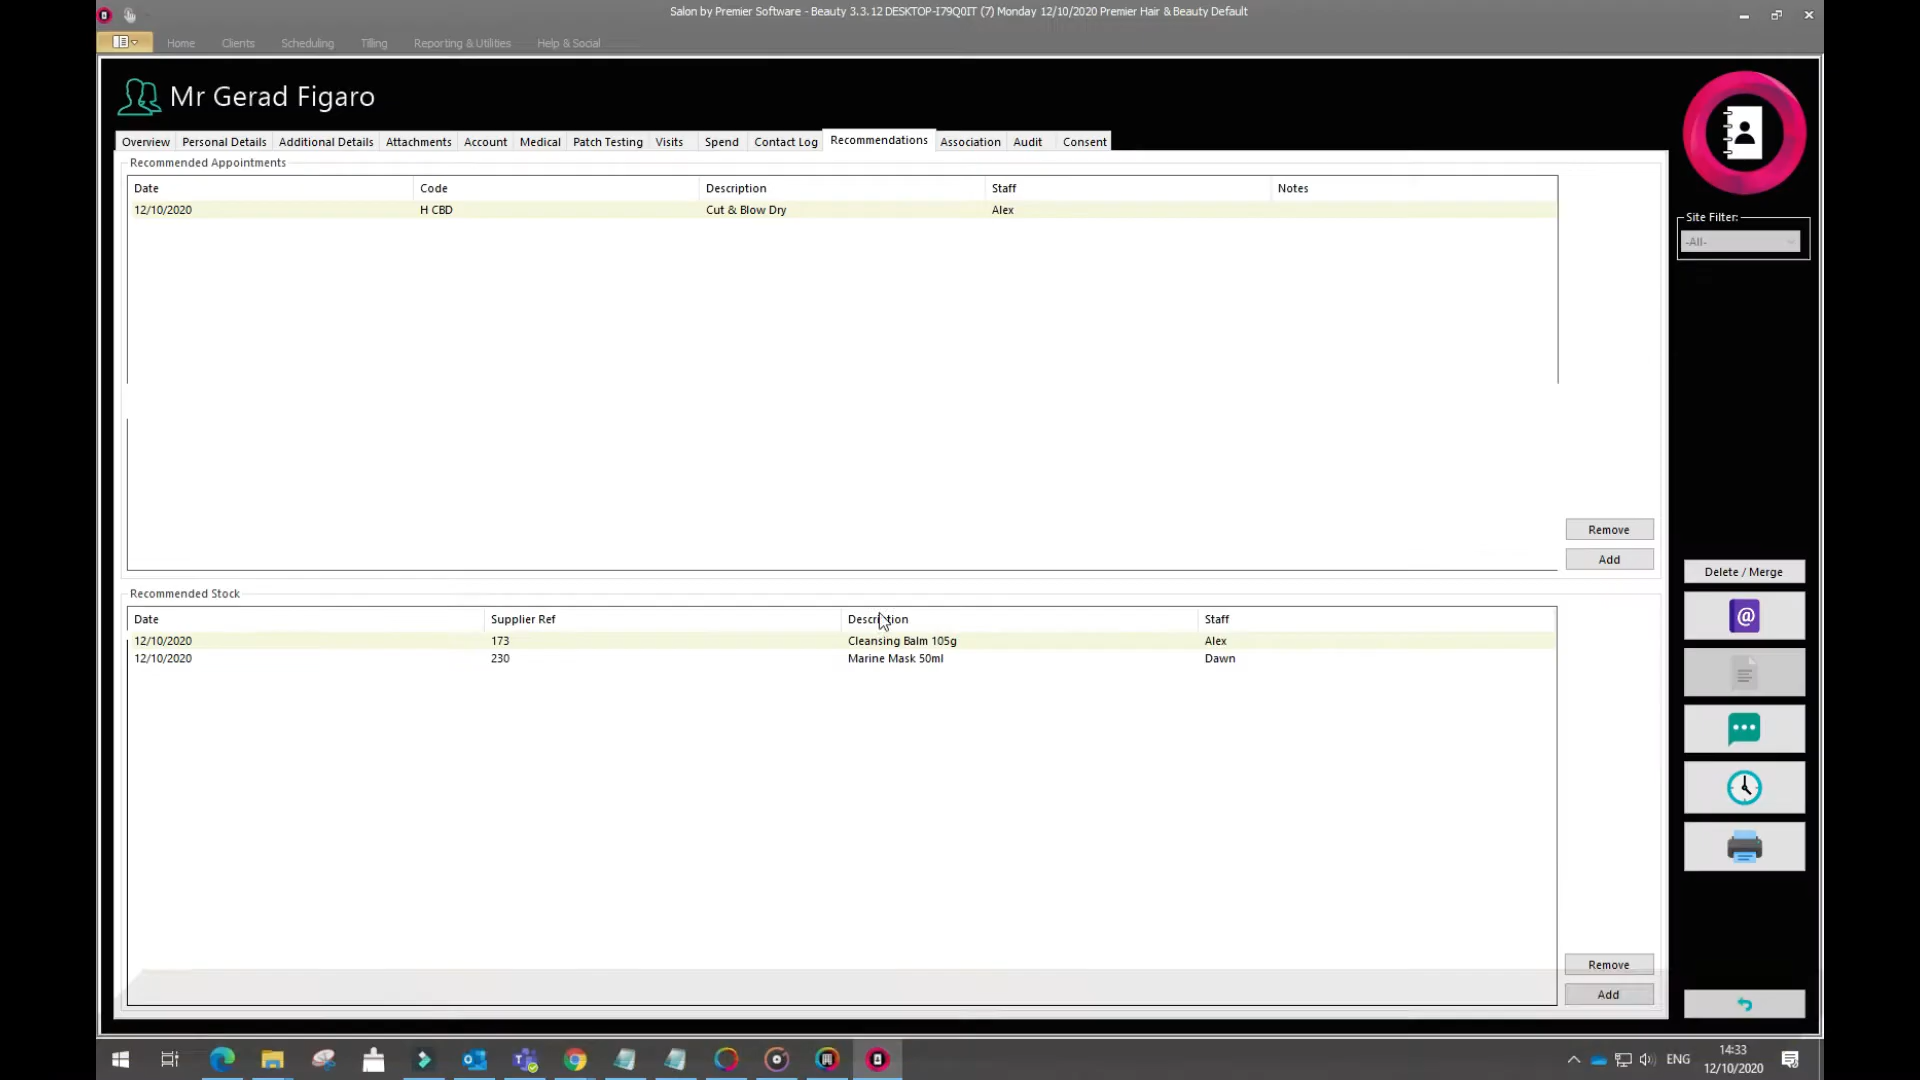 Salon by Premier Software - Beauty 3.3.12 DESKTOP-I79Q0IT (7) Monday 12/10/2020 Premier Hair & Beauty Default
Home Clients Scheduling Tilling Reporting & Utilities Help & Social
Mr Gerad Figaro
Overview Personal Details Additional Details Attachments Account Medical Patch Testing Visits Spend Contact Log Recommendations Association Audit Consent
Recommended Appointments
Date Code Description Staff Notes
12/10/2020 H CBD Cut & Blow Dry Alex
Site Filter:
-All-
Remove
Add
Delete / Merge
Recommended Stock
Date Supplier Ref Description Staff
12/10/2020 173 Cleansing Balm 105g Alex
12/10/2020 230 Marine Mask 50ml Dawn
Remove
Add
ENG
14:33
12/10/2020